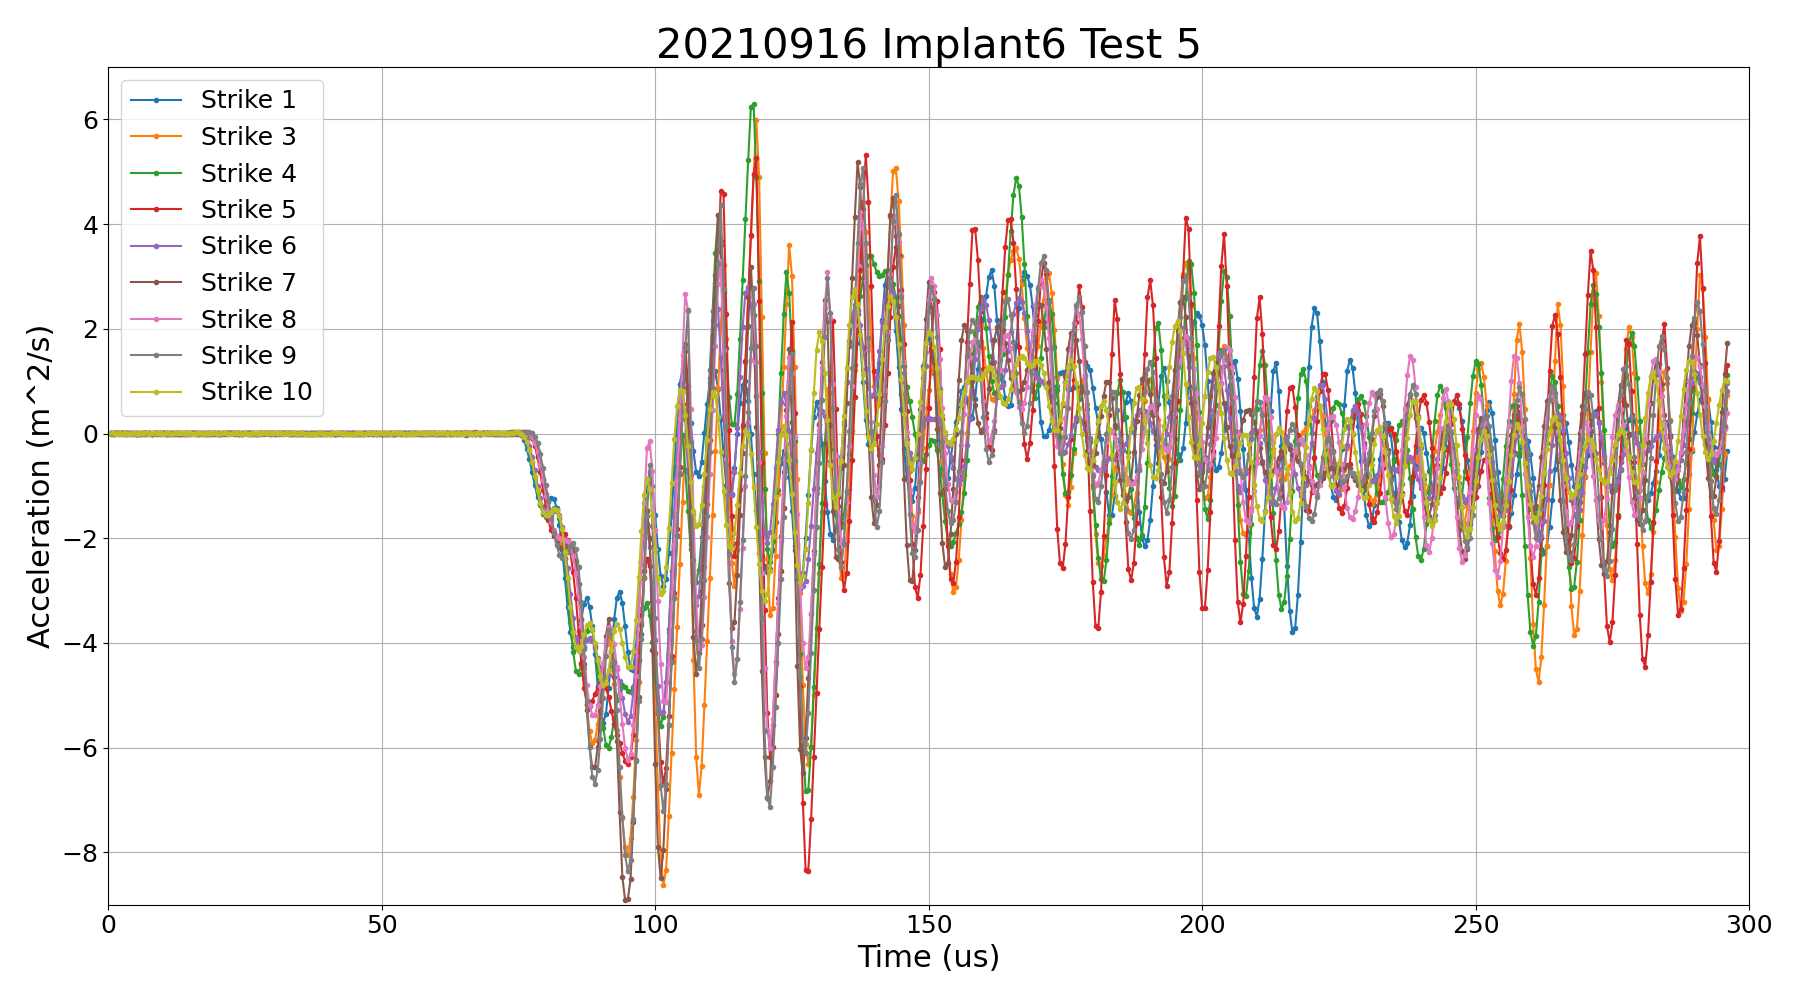 20210916 Implant6 Test 5
Strike 1
Strike 3
Strike 4
Strike 5
Strike 6
Strike 7
Strike 8
Strike 9
Strike 10
Acceleration (m^2/s)
6
4
2
0
−2
−4
−6
−8
0 50 100 150 200 250 300
Time (us)